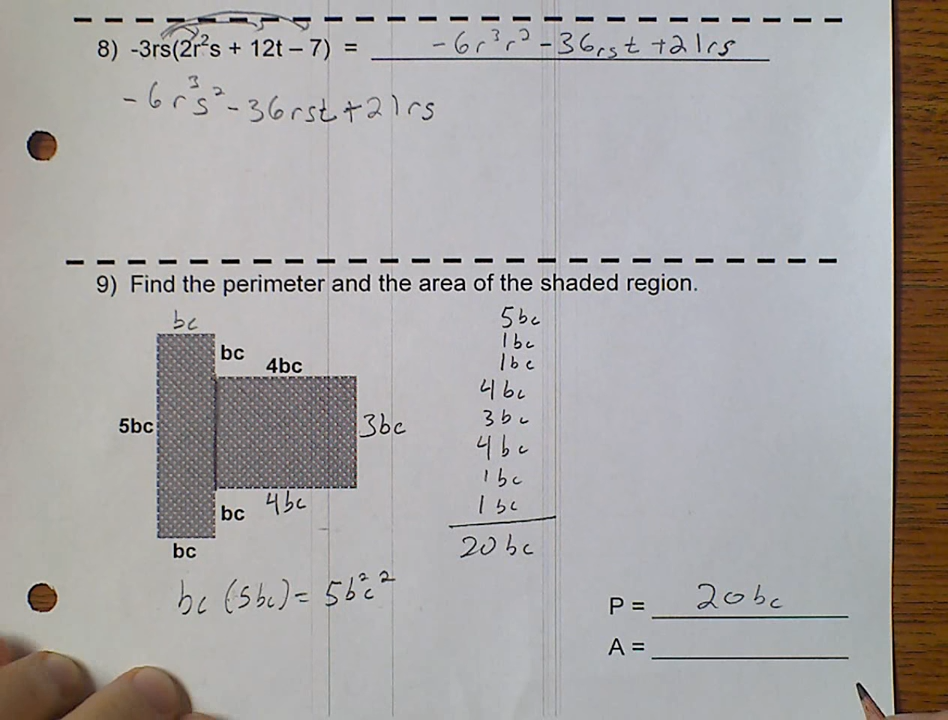 8) -3rs(2r²s + 12t – 7) = -6r³r² -36rst +21rs
-6r³s² -36rst +21rs
9) Find the perimeter and the area of the shaded region.
bc
bc
4bc
5bc
3bc
4bc
bc
bc
5bc
1bc
1bc
4bc
3bc
4bc
1bc
1bc
20bc
bc (5bc) = 5b²c²
P = 20bc
A =